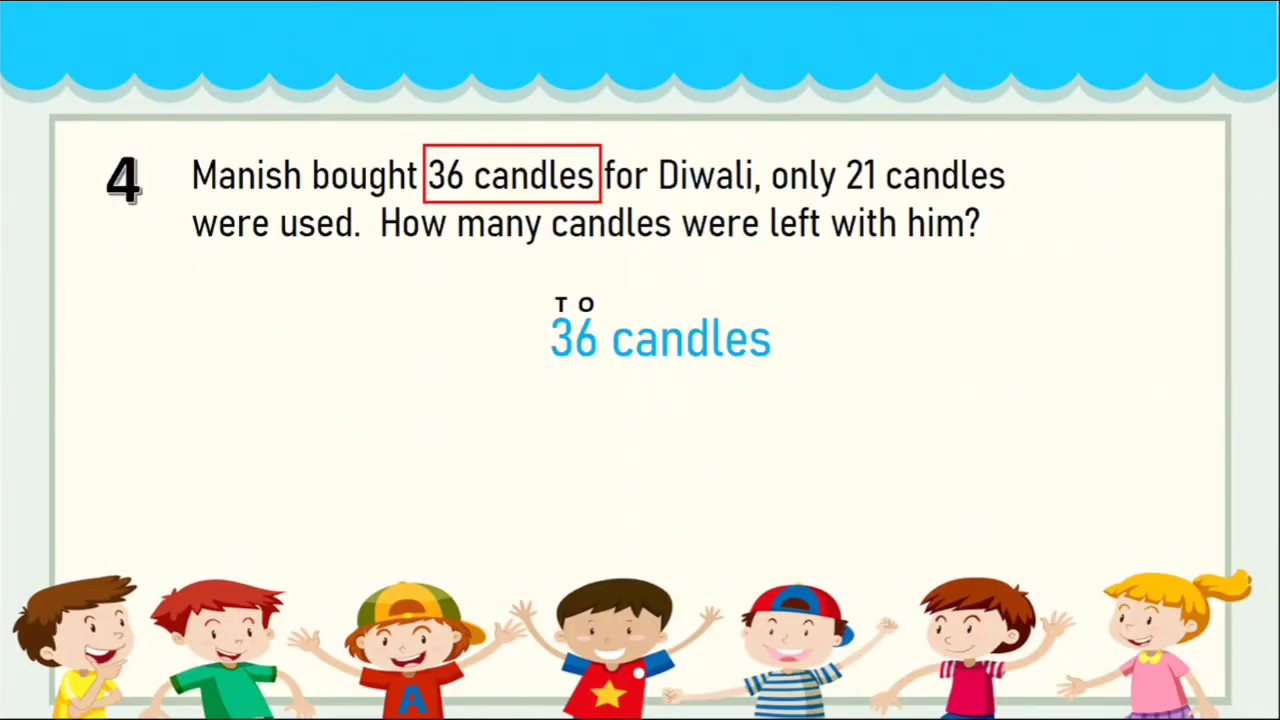 4
Manish bought 36 candles for Diwali, only 21 candles
were used. How many candles were left with him?
T O
36 candles
A